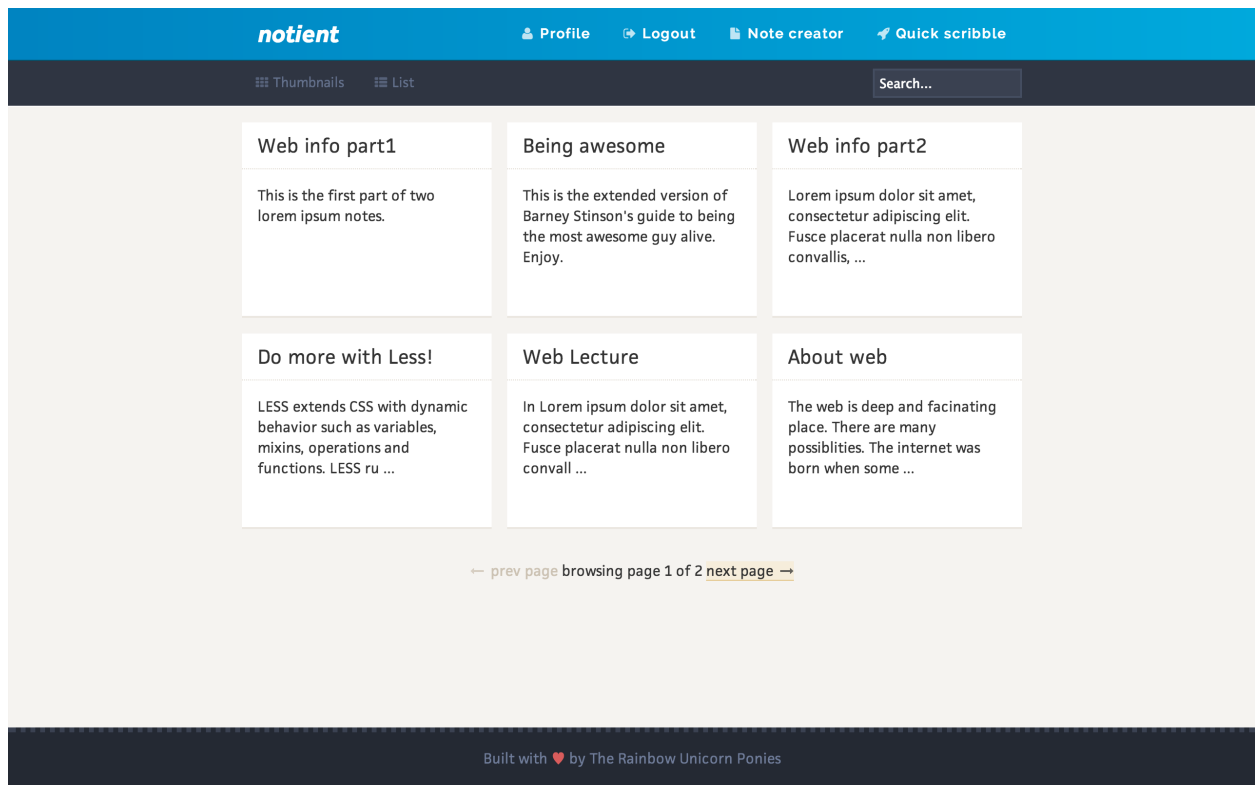 notient
Profile
Logout
Note creator
Quick scribble
Thumbnails
List
Search...
Web info part1
This is the first part of two
lorem ipsum notes.
Being awesome
This is the extended version of
Barney Stinson's guide to being
the most awesome guy alive.
Enjoy.
Web info part2
Lorem ipsum dolor sit amet,
consectetur adipiscing elit.
Fusce placerat nulla non libero
convallis, ...
Do more with Less!
LESS extends CSS with dynamic
behavior such as variables,
mixins, operations and
functions. LESS ru ...
Web Lecture
In Lorem ipsum dolor sit amet,
consectetur adipiscing elit.
Fusce placerat nulla non libero
convall ...
About web
The web is deep and facinating
place. There are many
possiblities. The internet was
born when some ...
← prev page browsing page 1 of 2 next page →
Built with ♥ by The Rainbow Unicorn Ponies